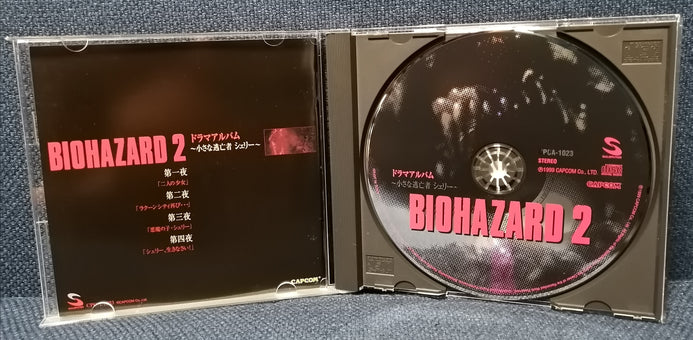 BIOHAZARD 2
ドラマアルバム
～小さな逃亡者 シェリー～
第一夜
「二人の少女」
第二夜
「ラクーンシティ再び…」
第三夜
「悪魔の子・シェリー」
第四夜
「シェリー、生きなさい!」
CAPCOM
PCA-1023
STEREO
Ⓟ1999 CAPCOM Co., LTD.
ドラマアルバム
～小さな逃亡者 シェリー～
CAPCOM
BIOHAZARD 2